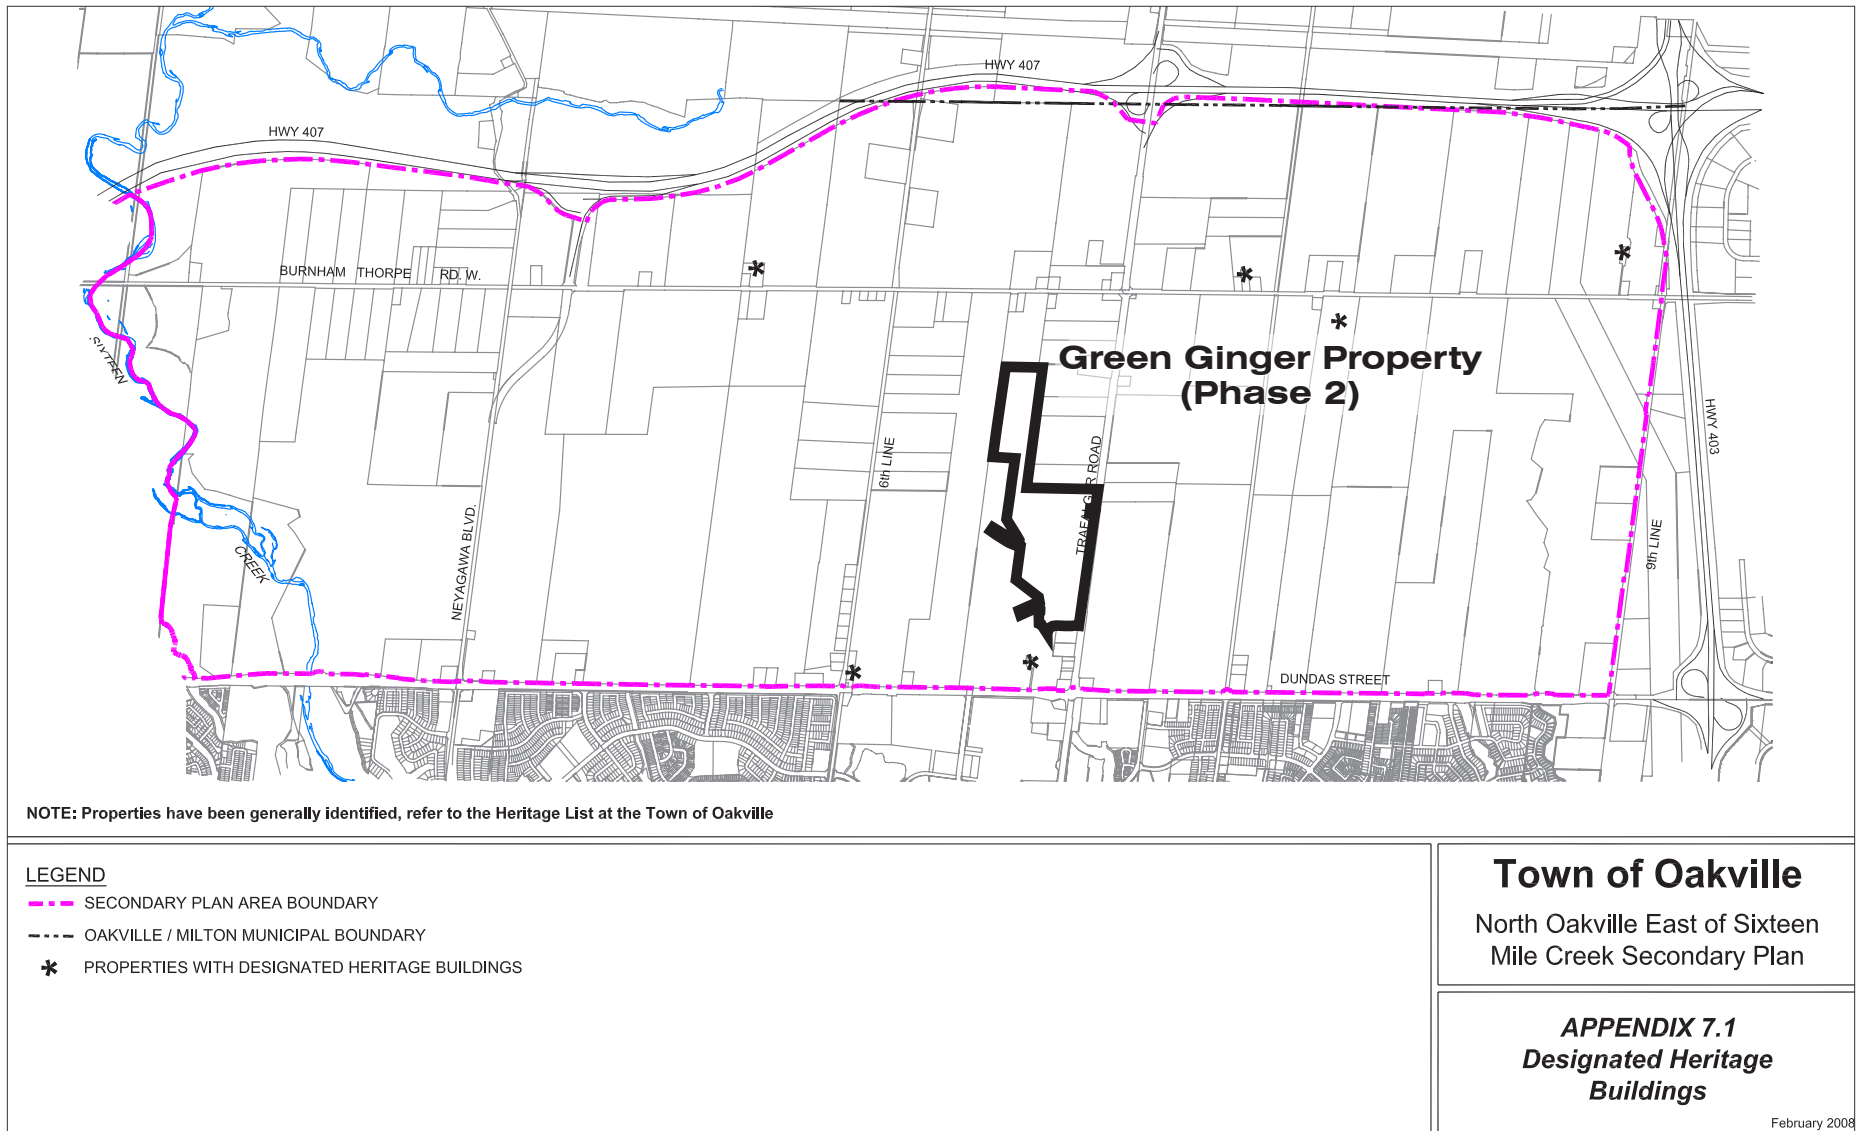 HWY 407
HWY 407
BURNHAM THORPE RD. W.
SIXTEEN
Green Ginger Property
(Phase 2)
HWY 403
6th LINE
TRAFALGAR ROAD
NEYAGAWA BLVD.
9th LINE
CREEK
DUNDAS STREET
NOTE: Properties have been generally identified, refer to the Heritage List at the Town of Oakville
LEGEND
SECONDARY PLAN AREA BOUNDARY
OAKVILLE / MILTON MUNICIPAL BOUNDARY
PROPERTIES WITH DESIGNATED HERITAGE BUILDINGS
Town of Oakville
North Oakville East of Sixteen
Mile Creek Secondary Plan
APPENDIX 7.1
Designated Heritage
Buildings
February 2008